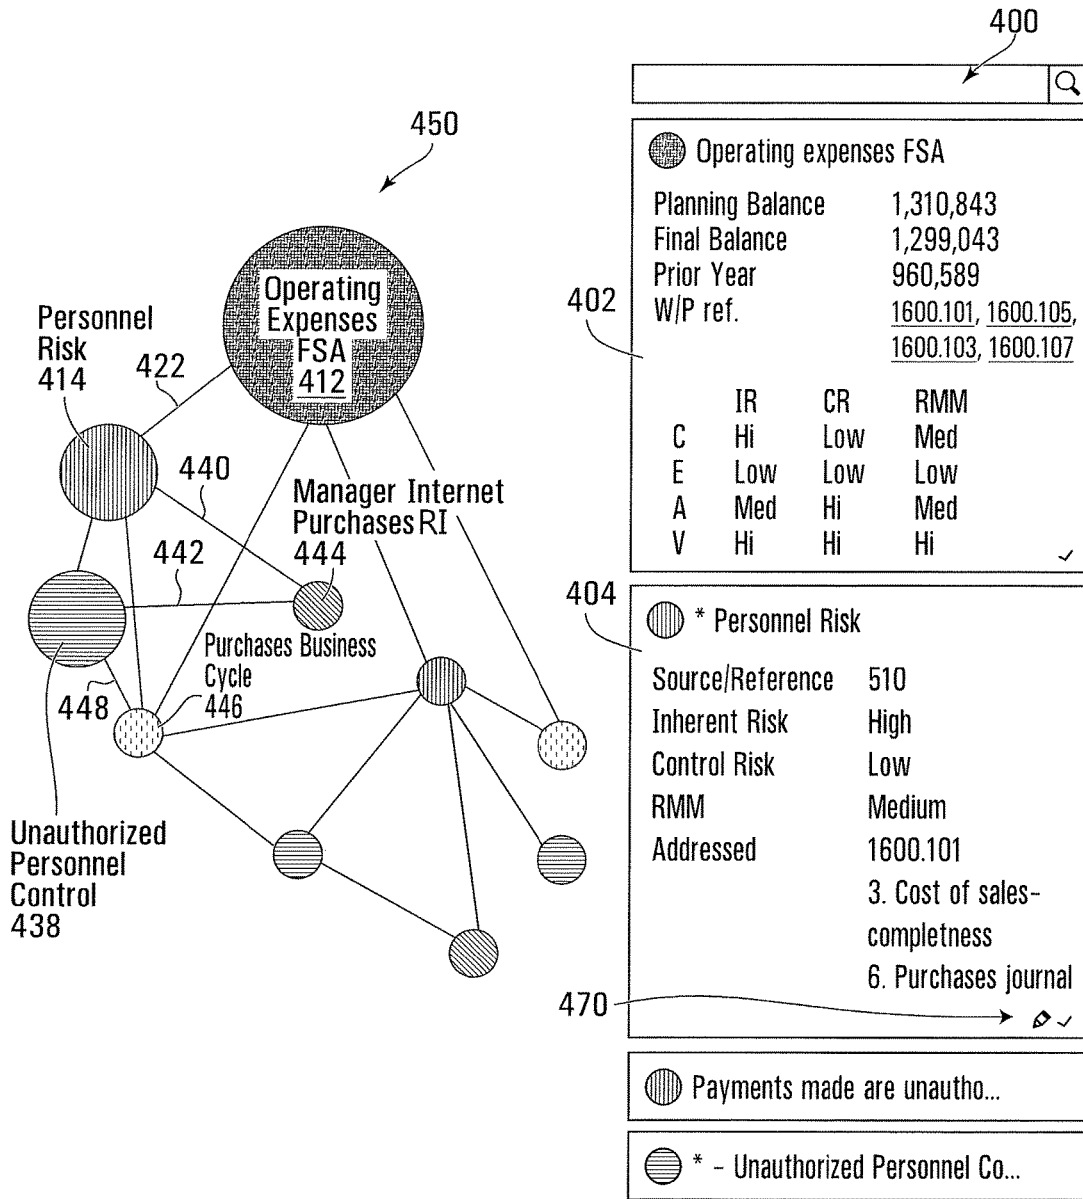 400
450
Operating
Expenses
FSA
412
Personnel
Risk
414
422
440
Manager Internet
Purchases RI
444
442
Purchases Business
Cycle
446
448
Unauthorized
Personnel
Control
438
402
Operating expenses FSA
Planning Balance 1,310,843
Final Balance 1,299,043
Prior Year 960,589
W/P ref. 1600.101, 1600.105,
1600.103, 1600.107
IR CR RMM
C Hi Low Med
E Low Low Low
A Med Hi Med
V Hi Hi Hi
404
* Personnel Risk
Source/Reference 510
Inherent Risk High
Control Risk Low
RMM Medium
Addressed 1600.101
3. Cost of sales-
completness
6. Purchases journal
470
Payments made are unautho...
* - Unauthorized Personnel Co...